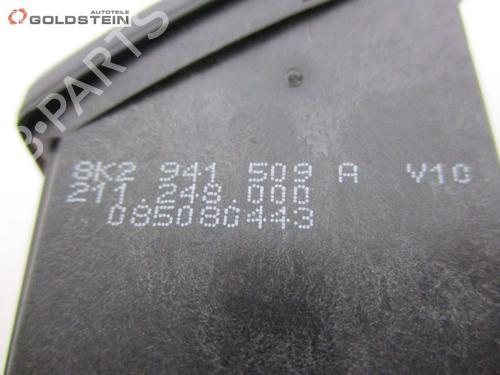 AUTOTEILE
GOLDSTEIN
B-PARTS
8K2 941 509 A V10
211.248.000
085080443